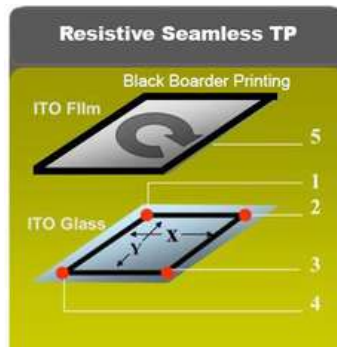 Resistive Seamless TP
Black Boarder Printing
ITO FIlm
5
1
2
ITO Glass
X
Y
3
4